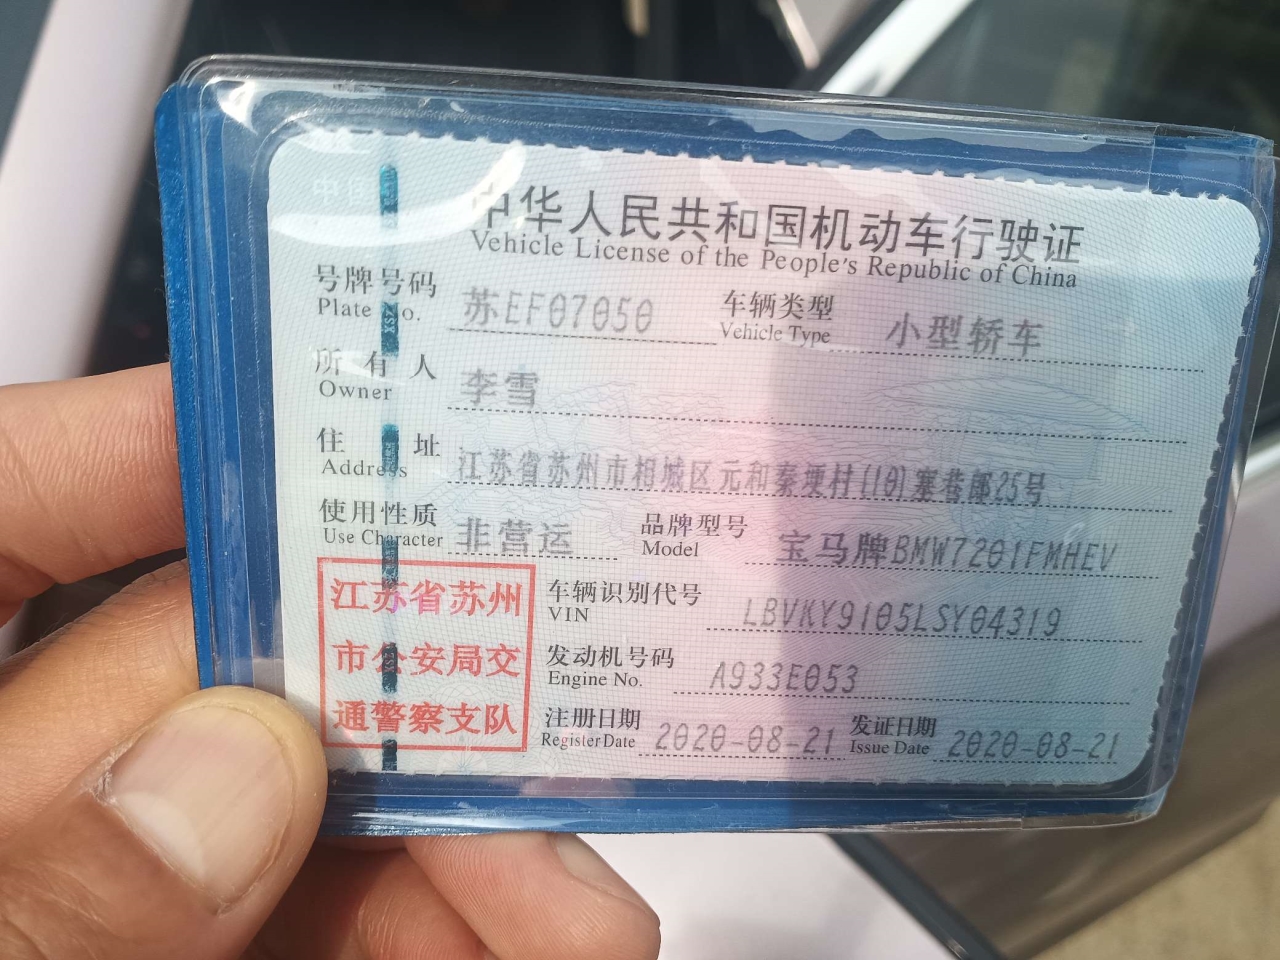 中华人民共和国机动车行驶证
Vehicle License of the People's Republic of China
号牌号码 苏EF07050 车辆类型 小型轿车
Plate No. Vehicle Type
所有人 李雪
Owner
住址 江苏省苏州市相城区元和秦埂村(10)塞巷郎25号
Address
使用性质 非营运 品牌型号 宝马牌BMW7201FMHEV
Use Character Model
江苏省苏州
市公安局交
通警察支队
车辆识别代号 LBVKY9105LSY04319
VIN
发动机号码 A933E053
Engine No.
注册日期 2020-08-21 发证日期 2020-08-21
Register Date Issue Date